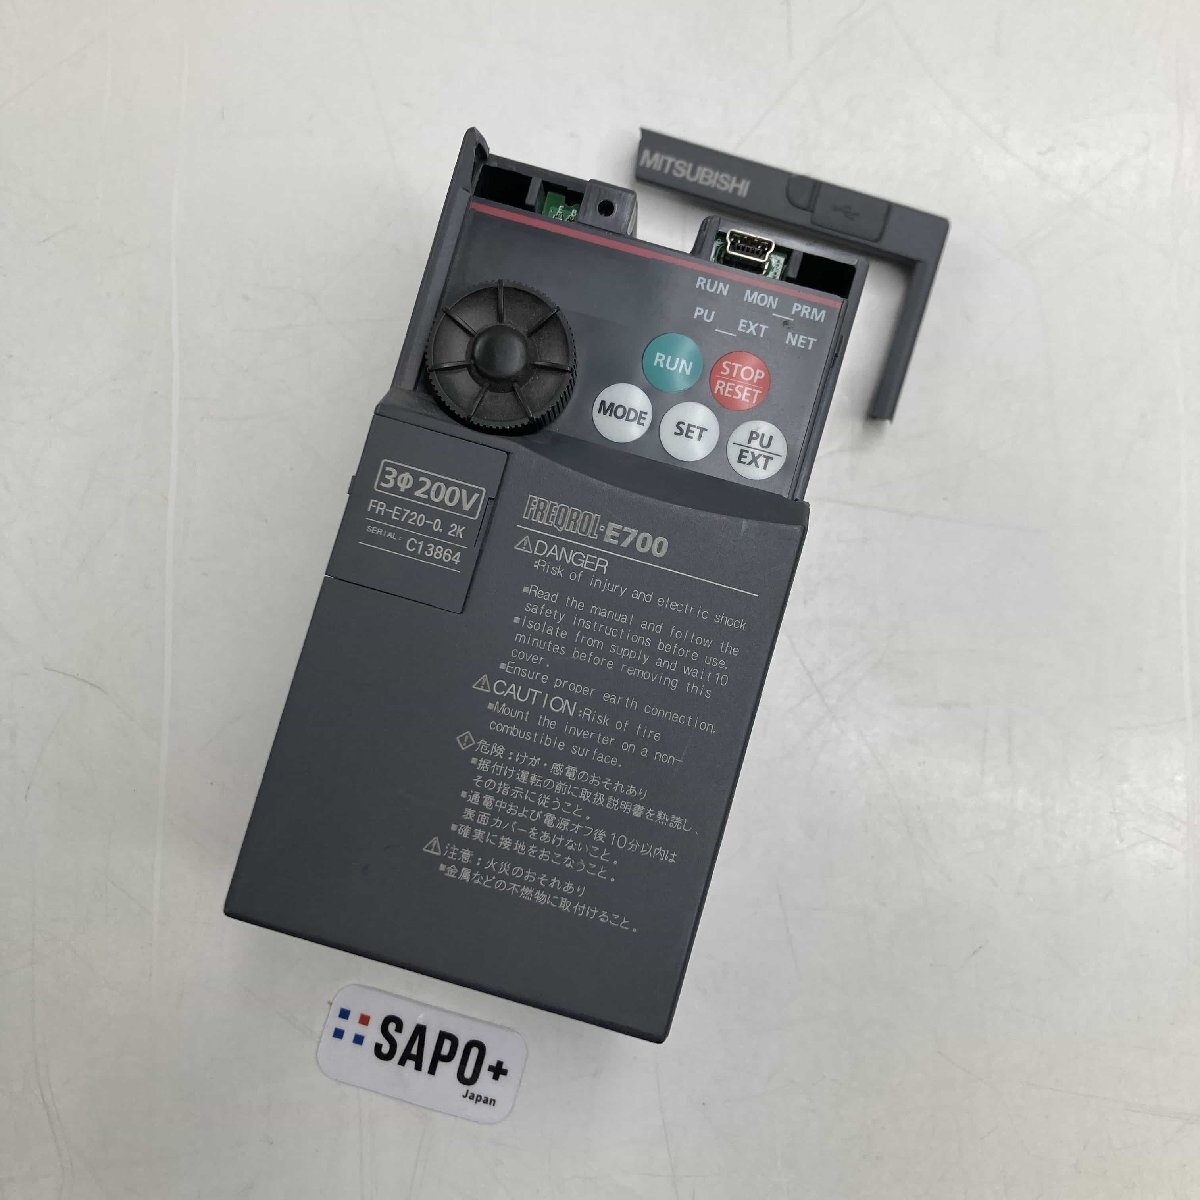 MITSUBISHI
RUN MON PRM
PU EXT NET
RUN
STOP
RESET
MODE
SET
PU
EXT
3Φ200V
FR-E720-0.2K
SERIAL:
C13864
FREQROL-E700
DANGER
:Risk of injury and electric shock
■Read the manual and follow the
safety instructions before use.
■Isolate from supply and wait 10
minutes before removing this
cover.
■Ensure proper earth connection.
CAUTION:Risk of fire
■Mount the inverter on a non-
combustible surface.
危険：けが・感電のおそれあり
■据付け運転の前に取扱説明書を熟読し、
その指示に従うこと。
■通電中および電源オフ後10分以内は
表面カバーをあけないこと。
■確実に接地をおこなうこと。
注意：火災のおそれあり
■金属などの不燃物に取付けること。
SAPO+
Japan